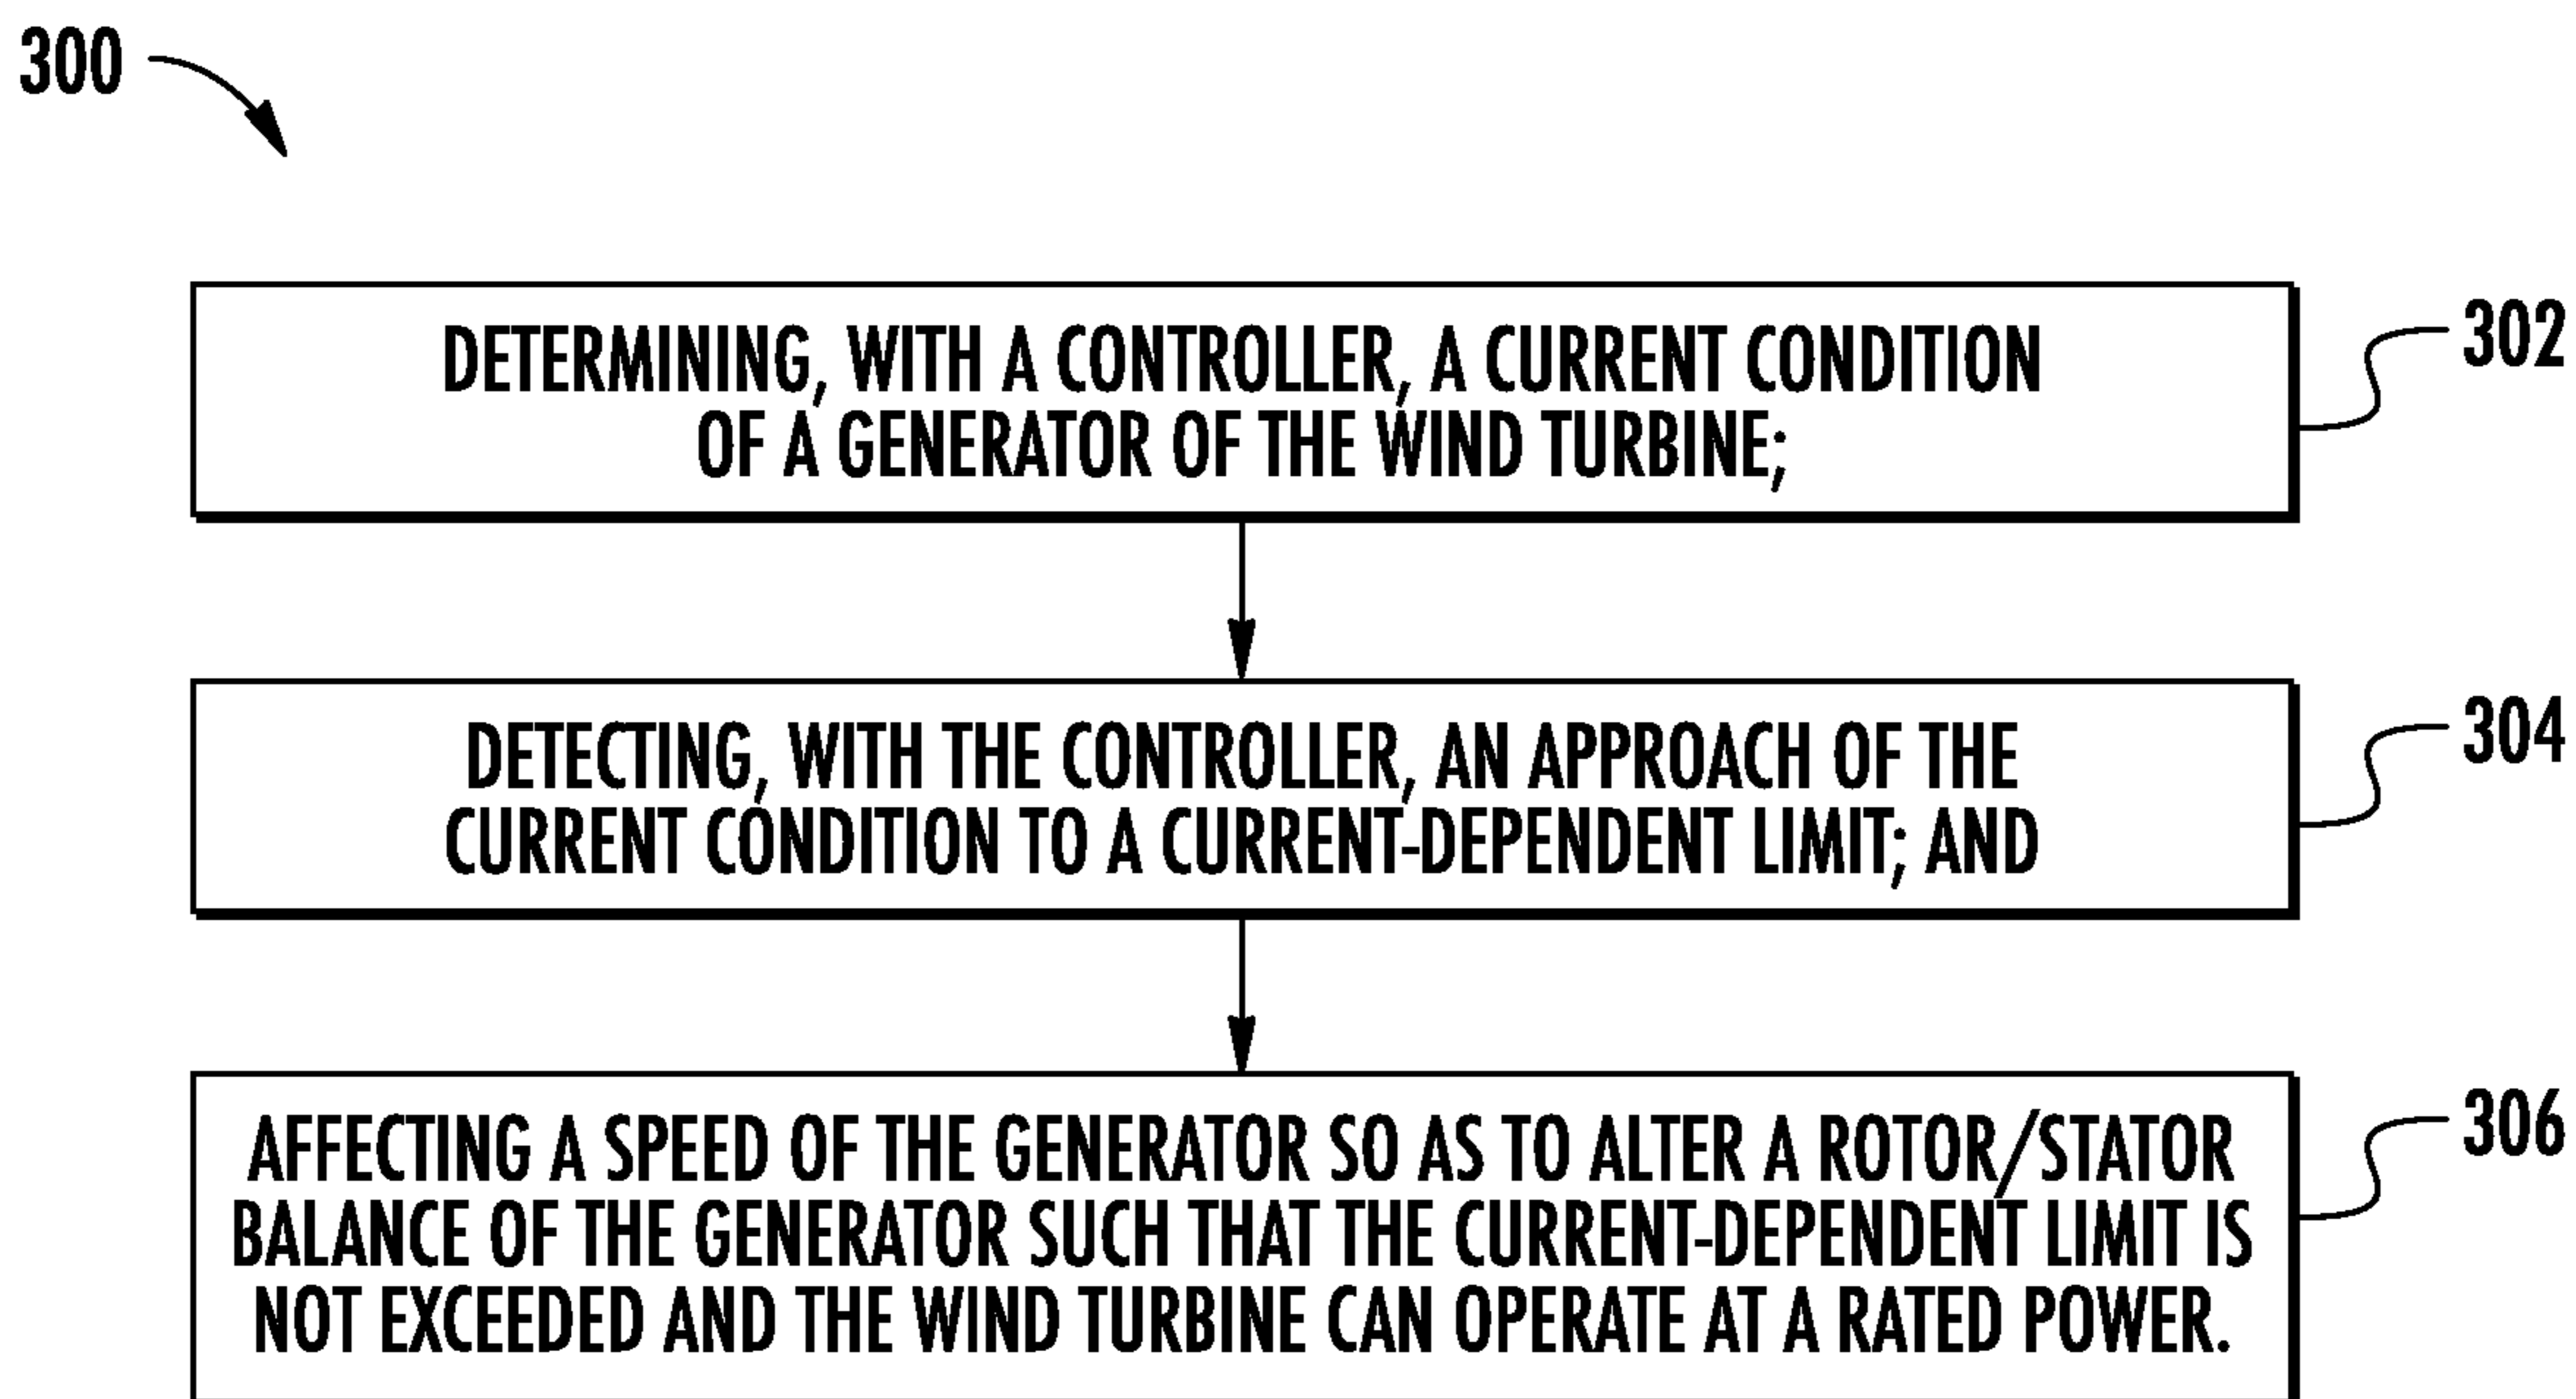 300
DETERMINING, WITH A CONTROLLER, A CURRENT CONDITION
OF A GENERATOR OF THE WIND TURBINE;
302
DETECTING, WITH THE CONTROLLER, AN APPROACH OF THE
CURRENT CONDITION TO A CURRENT-DEPENDENT LIMIT; AND
304
AFFECTING A SPEED OF THE GENERATOR SO AS TO ALTER A ROTOR/STATOR
BALANCE OF THE GENERATOR SUCH THAT THE CURRENT-DEPENDENT LIMIT IS
NOT EXCEEDED AND THE WIND TURBINE CAN OPERATE AT A RATED POWER.
306